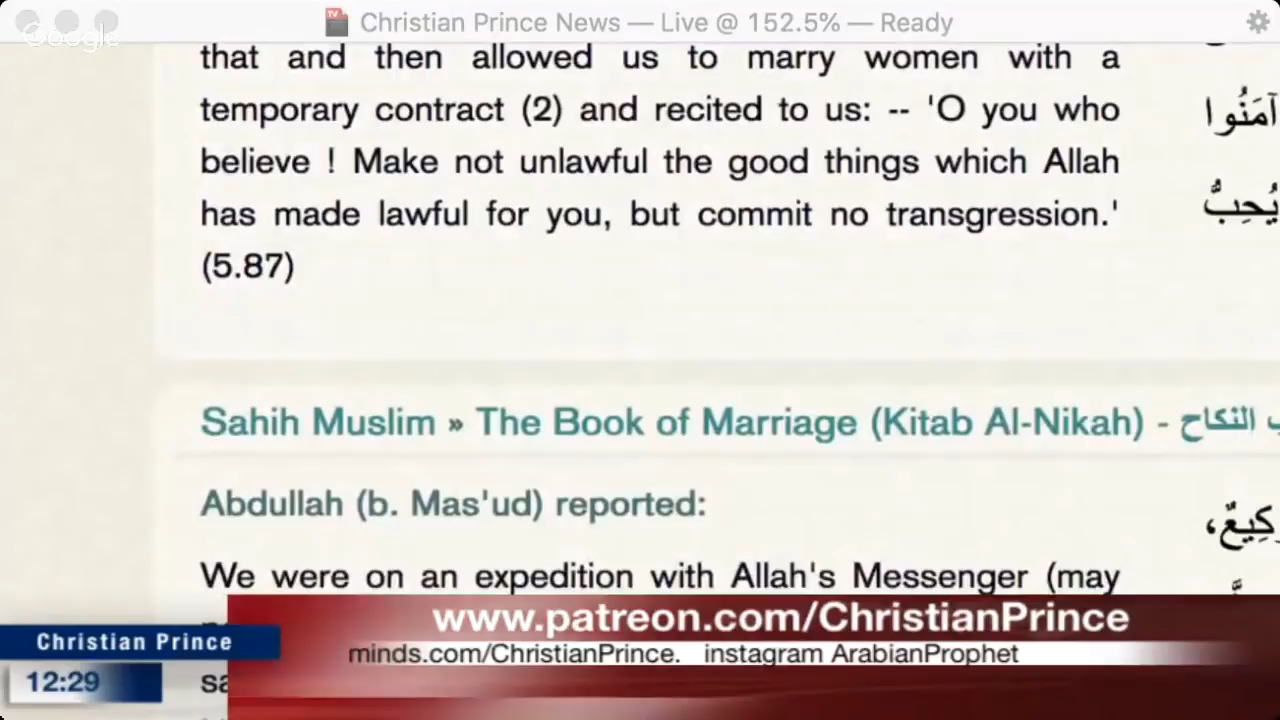 Christian Prince News — Live @ 152.5% — Ready
Google
that and then allowed us to marry women with a
temporary contract (2) and recited to us: -- 'O you who
believe ! Make not unlawful the good things which Allah
has made lawful for you, but commit no transgression.'
(5.87)
آمَنُوا
يُحِبُّ
Sahih Muslim » The Book of Marriage (Kitab Al-Nikah) - النكاح
Abdullah (b. Mas'ud) reported:
We were on an expedition with Allah's Messenger (may
www.patreon.com/ChristianPrince
Christian Prince
minds.com/ChristianPrince. instagram ArabianProphet
12:29